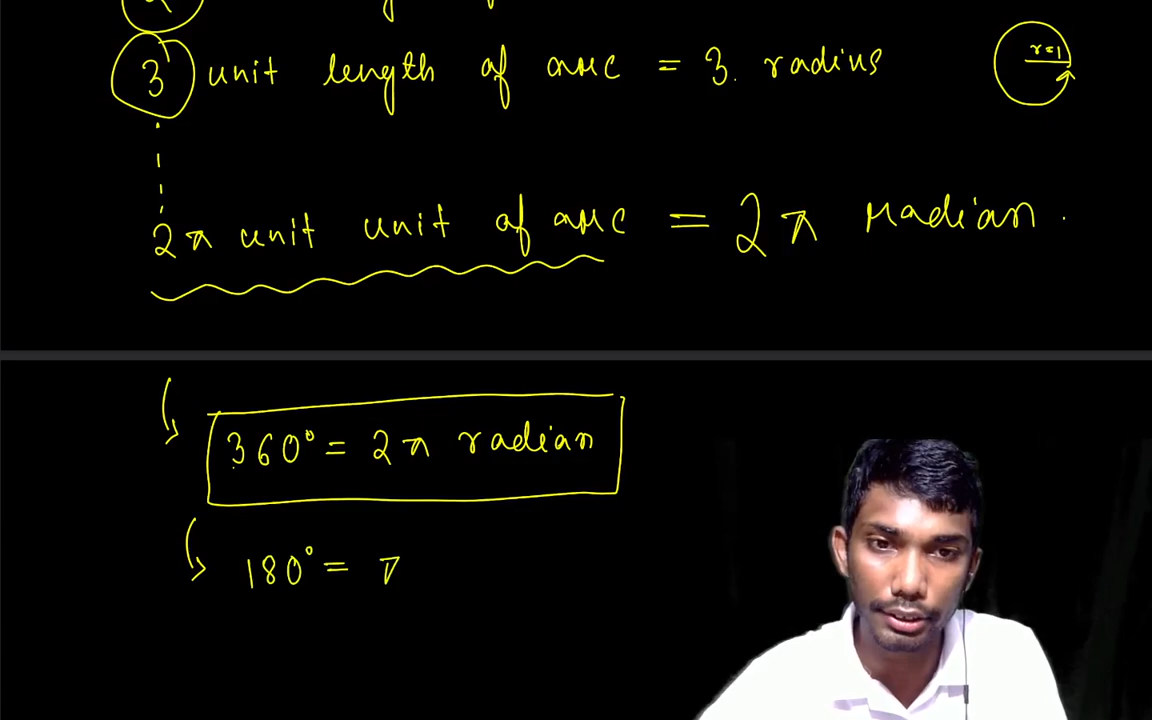 3 unit length of arc = 3. radius
r=1
2π unit unit of arc = 2π radian.
360° = 2π radian
180° = π